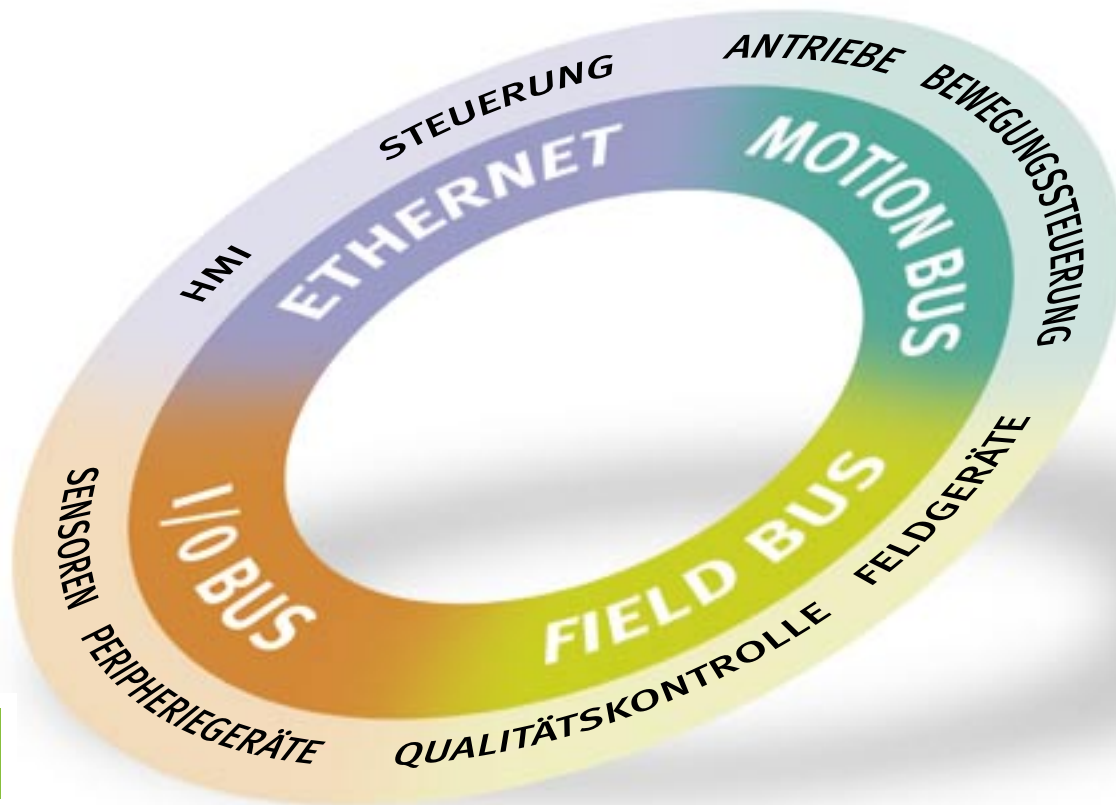 HMI
STEUERUNG
ANTRIEBE
BEWEGUNGSSTEUERUNG
ETHERNET
MOTION BUS
I/O BUS
FIELD BUS
SENSOREN
PERIPHERIEGERÄTE
QUALITÄTSKONTROLLE
FELDGERÄTE